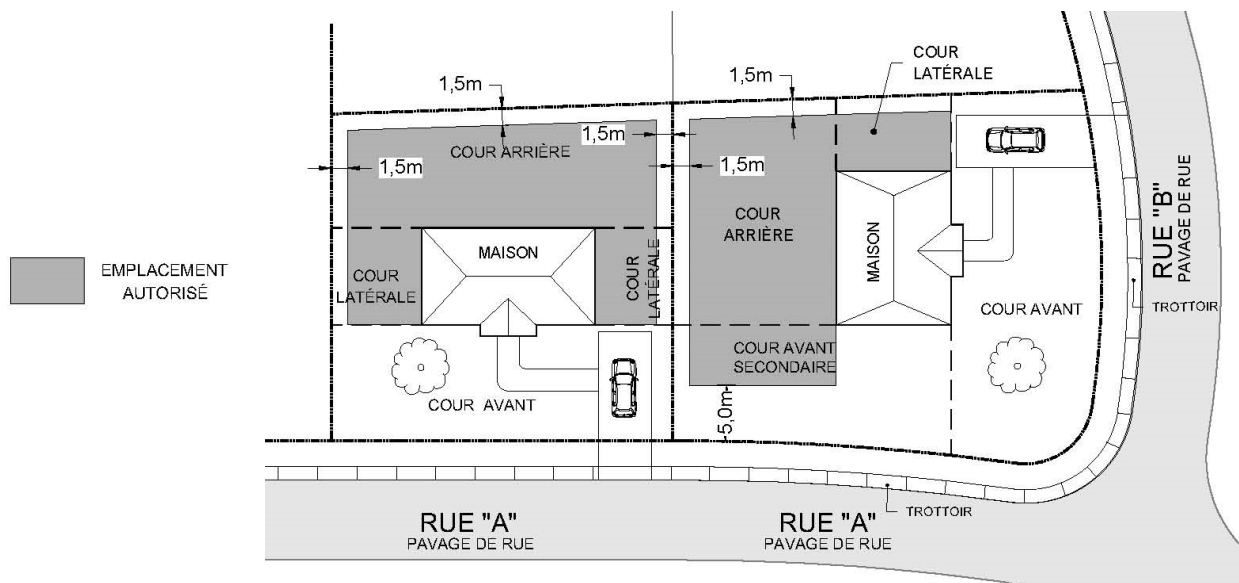 COUR
LATÉRALE
1,5m
1,5m
1,5m
COUR ARRIÈRE
1,5m
1,5m
COUR
ARRIÈRE
MAISON
MAISON
COUR
LATÉRALE
COUR
LATÉRALE
EMPLACEMENT
AUTORISÉ
RUE "B"
PAVAGE DE RUE
TROTTOIR
COUR AVANT
COUR AVANT
SECONDAIRE
COUR AVANT
5,0m
TROTTOIR
RUE "A"
PAVAGE DE RUE
RUE "A"
PAVAGE DE RUE